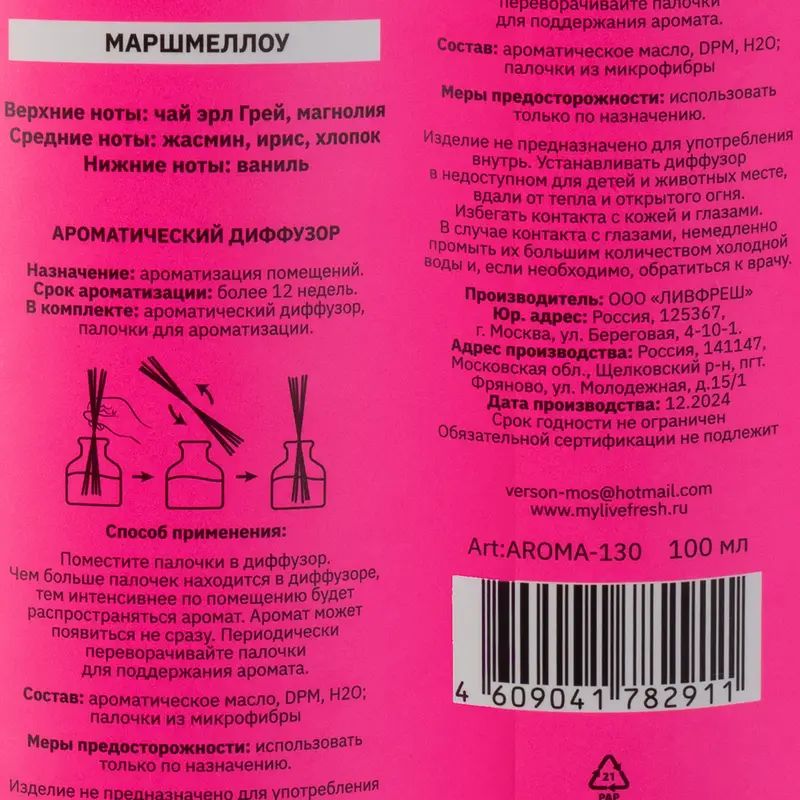 МАРШМЕЛЛОУ
Верхние ноты: чай эрл Грей, магнолия
Средние ноты: жасмин, ирис, хлопок
Нижние ноты: ваниль
АРОМАТИЧЕСКИЙ ДИФФУЗОР
Назначение: ароматизация помещений.
Срок ароматизации: более 12 недель.
В комплекте: ароматический диффузор,
палочки для ароматизации.
Способ применения:
Поместите палочки в диффузор.
Чем больше палочек находится в диффузоре,
тем интенсивнее по помещению будет
распространяться аромат. Аромат может
появиться не сразу. Периодически
переворачивайте палочки
для поддержания аромата.
Состав: ароматическое масло, DPM, H2O;
палочки из микрофибры
Меры предосторожности: использовать
только по назначению.
Изделие не предназначено для употребления
переворачивайте палочки
для поддержания аромата.
Состав: ароматическое масло, DPM, H2O;
палочки из микрофибры
Меры предосторожности: использовать
только по назначению.
Изделие не предназначено для употребления
внутрь. Устанавливать диффузор
в недоступном для детей и животных месте,
вдали от тепла и открытого огня.
Избегать контакта с кожей и глазами.
В случае контакта с глазами, немедленно
промыть их большим количеством холодной
воды и, если необходимо, обратиться к врачу.
Производитель: ООО «ЛИВФРЕШ»
Юр. адрес: Россия, 125367,
г. Москва, ул. Береговая, 4-10-1.
Адрес производства: Россия, 141147,
Московская обл., Щелковский р-н, пгт.
Фряново, ул. Молодежная, д.15/1
Дата производства: 12.2024
Срок годности не ограничен
Обязательной сертификации не подлежит
verson-mos@hotmail.com
www.mylivefresh.ru
Art:AROMA-130 100 мл
4 609041 782911
21
PAP